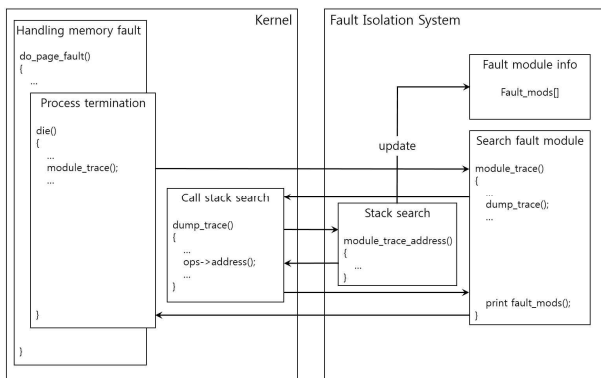 Kernel
Fault Isolation System
Handling memory fault
do_page_fault()
{
...
Process termination
die()
{
...
module_trace();
...
}
}
Call stack search
dump_trace()
{
...
ops->address();
...
}
Stack search
module_trace_address()
{
...
}
update
Fault module info
Fault_mods[]
Search fault module
module_trace()
{
...
dump_trace();
...
print fault_mods();
}